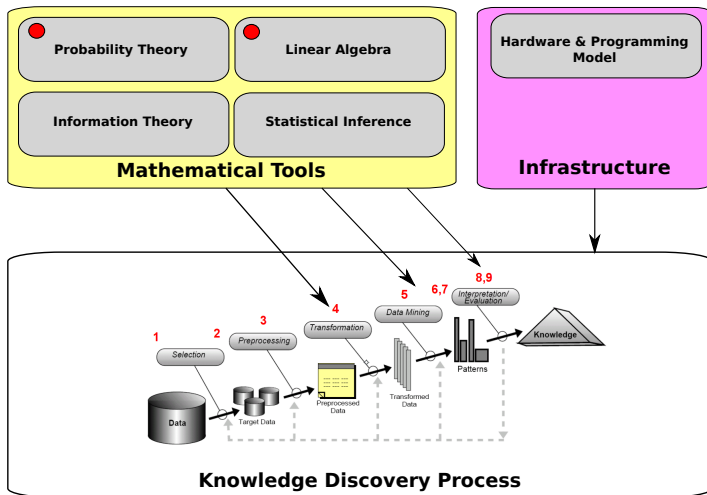 Probability Theory
Linear Algebra
Hardware & Programming
Model
Information Theory
Statistical Inference
Mathematical Tools
Infrastructure
8,9
6,7
5
4
3
2
1
Interpretation/
Evaluation
Data Mining
Transformation
Preprocessing
Selection
Knowledge
Patterns
Transformed
Data
Preprocessed
Data
Target Data
Data
Knowledge Discovery Process